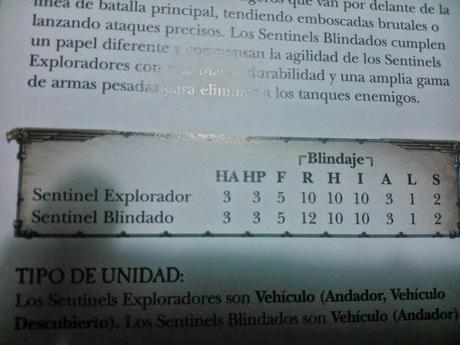 línea de batalla principal, tendiendo emboscadas brutales o
lanzando ataques precisos. Los Sentinels Blindados cumplen
un papel diferente y compensan la agilidad de los Sentinels
Exploradores con una mayor durabilidad y una amplia gama
de armas pesadas para eliminar a los tanques enemigos.
┌Blindaje┐
HA HP F R H I A L S
Sentinel Explorador 3 3 5 10 10 10 3 1 2
Sentinel Blindado 3 3 5 12 10 10 3 1 2
TIPO DE UNIDAD:
Los Sentinels Exploradores son Vehículo (Andador, Vehículo
Descubierto). Los Sentinels Blindados son Vehículo (Andador)